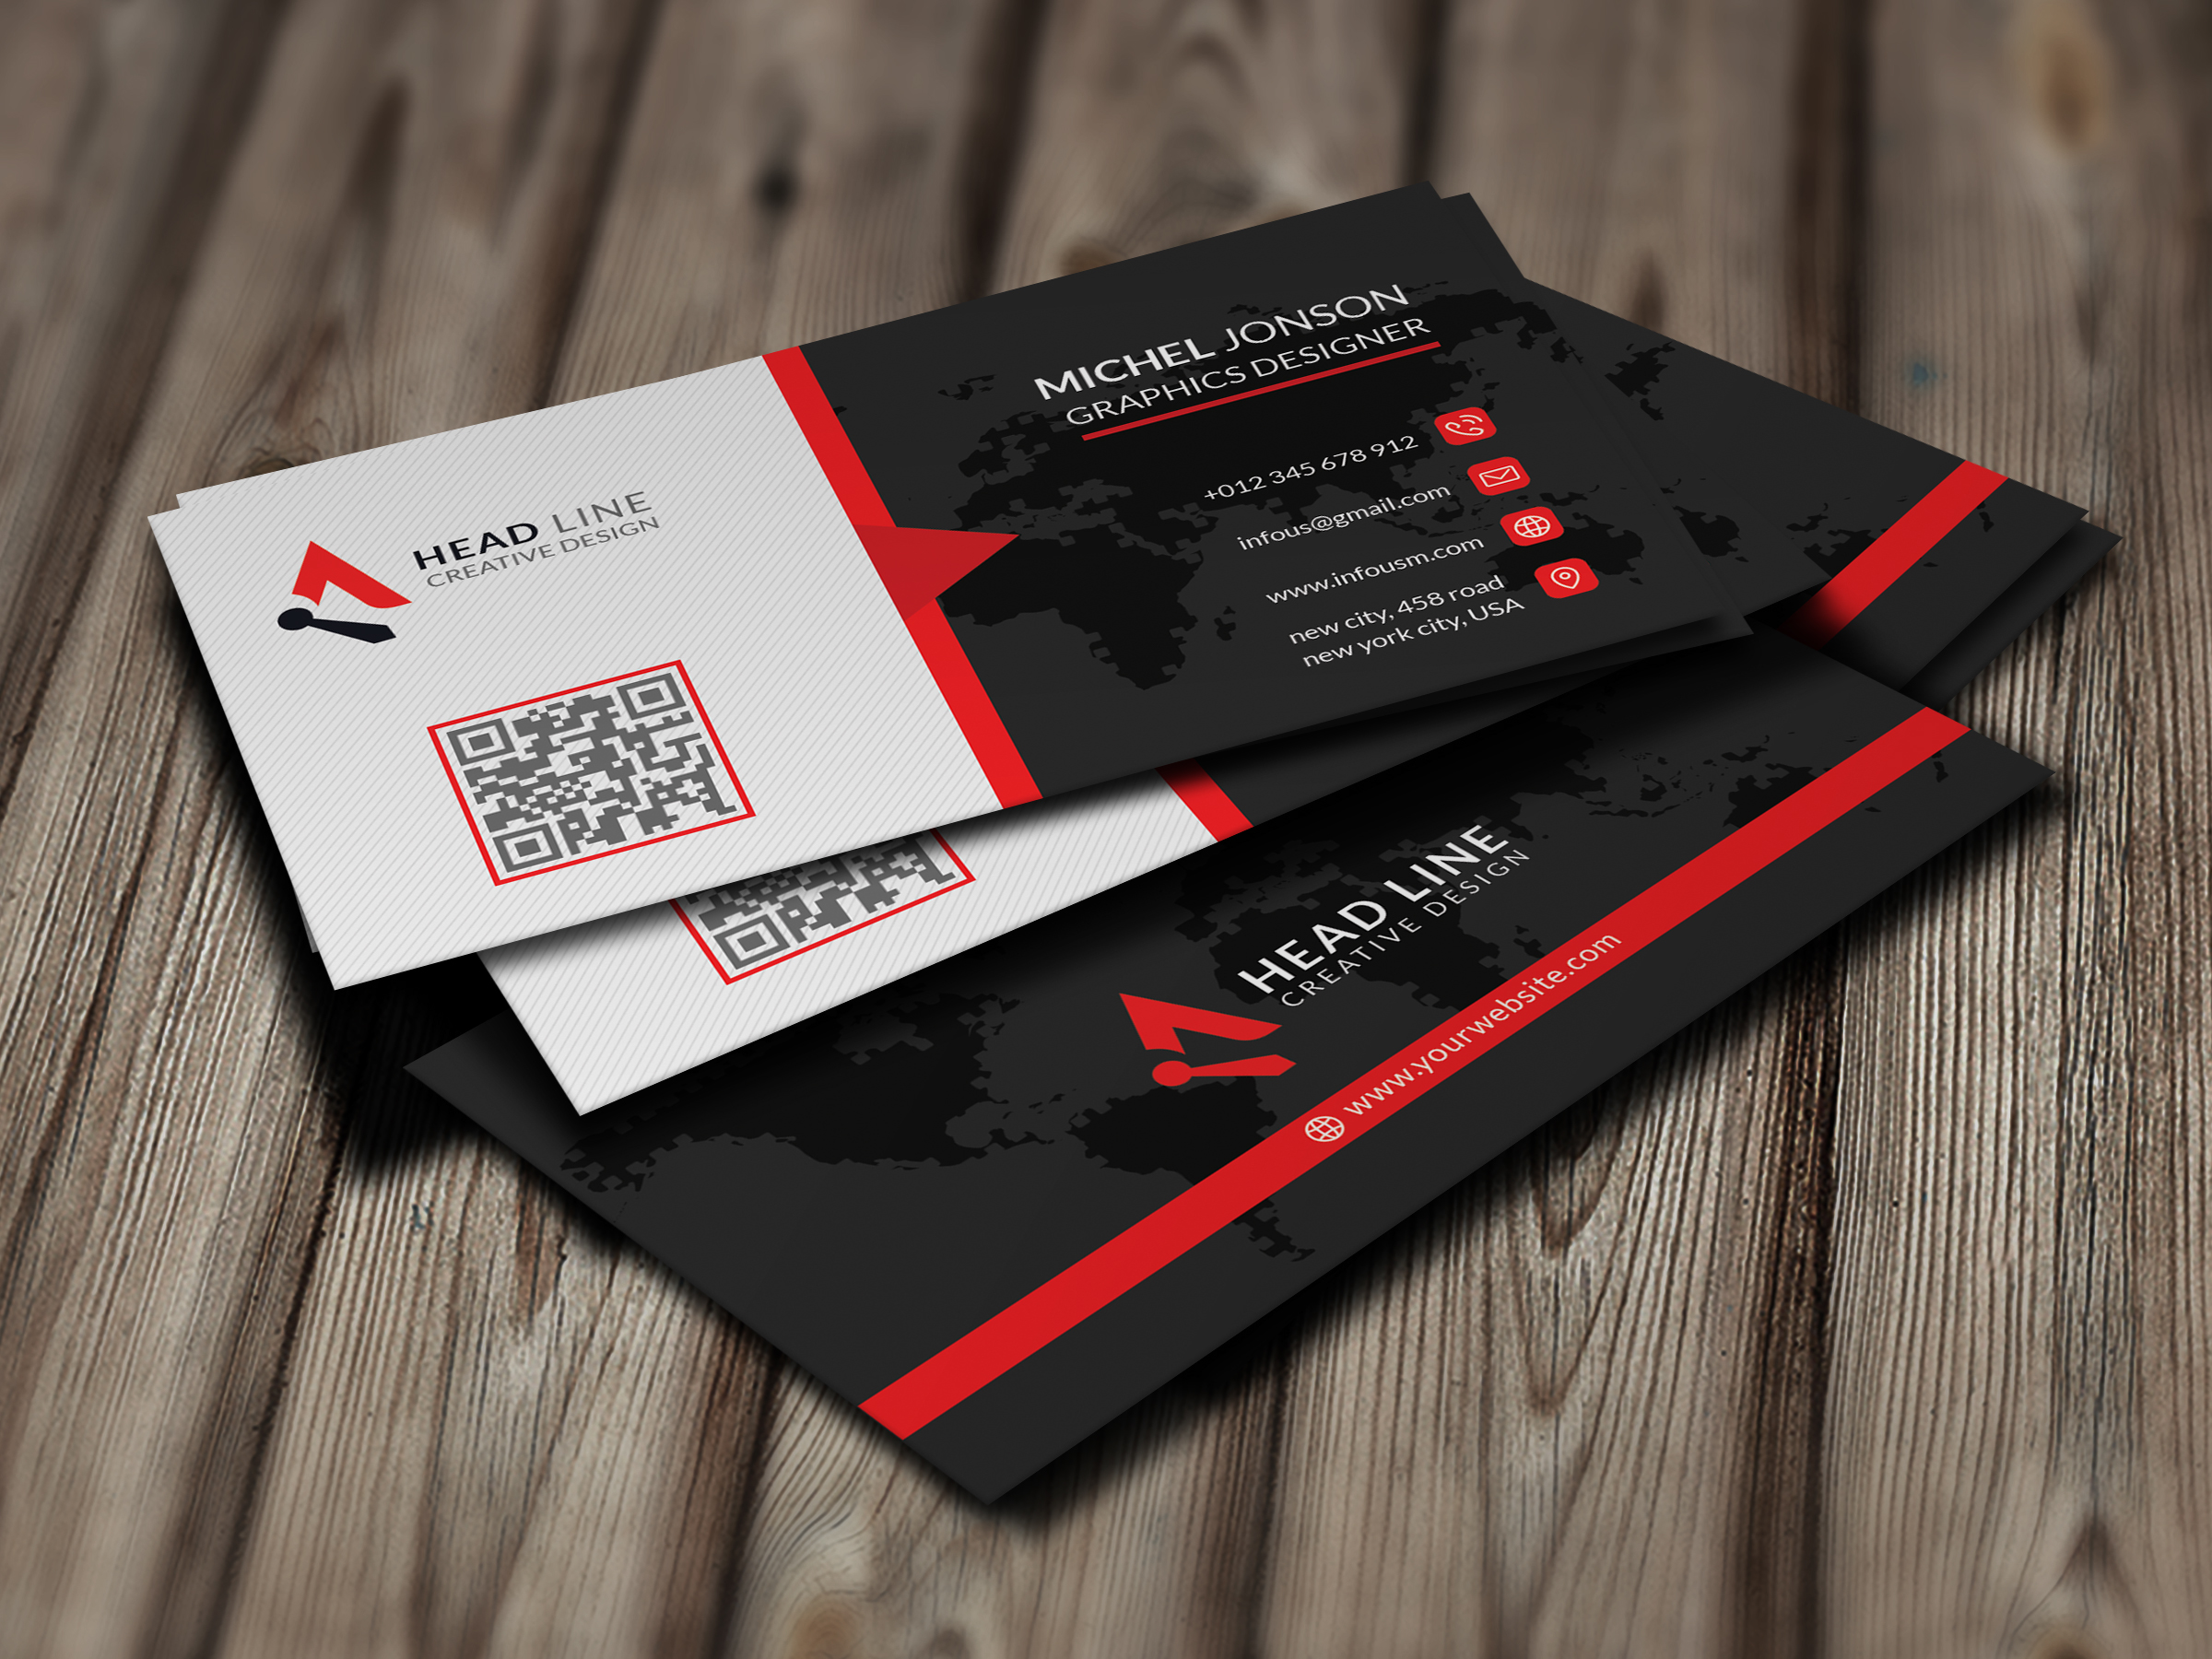 HEAD LINE
CREATIVE DESIGN
MICHEL JONSON
GRAPHICS DESIGNER
+012 345 678 912
infous@gmail.com
www.infousm.com
new city, 458 road
new york city, USA
HEAD LINE
CREATIVE DESIGN
www.yourwebsite.com